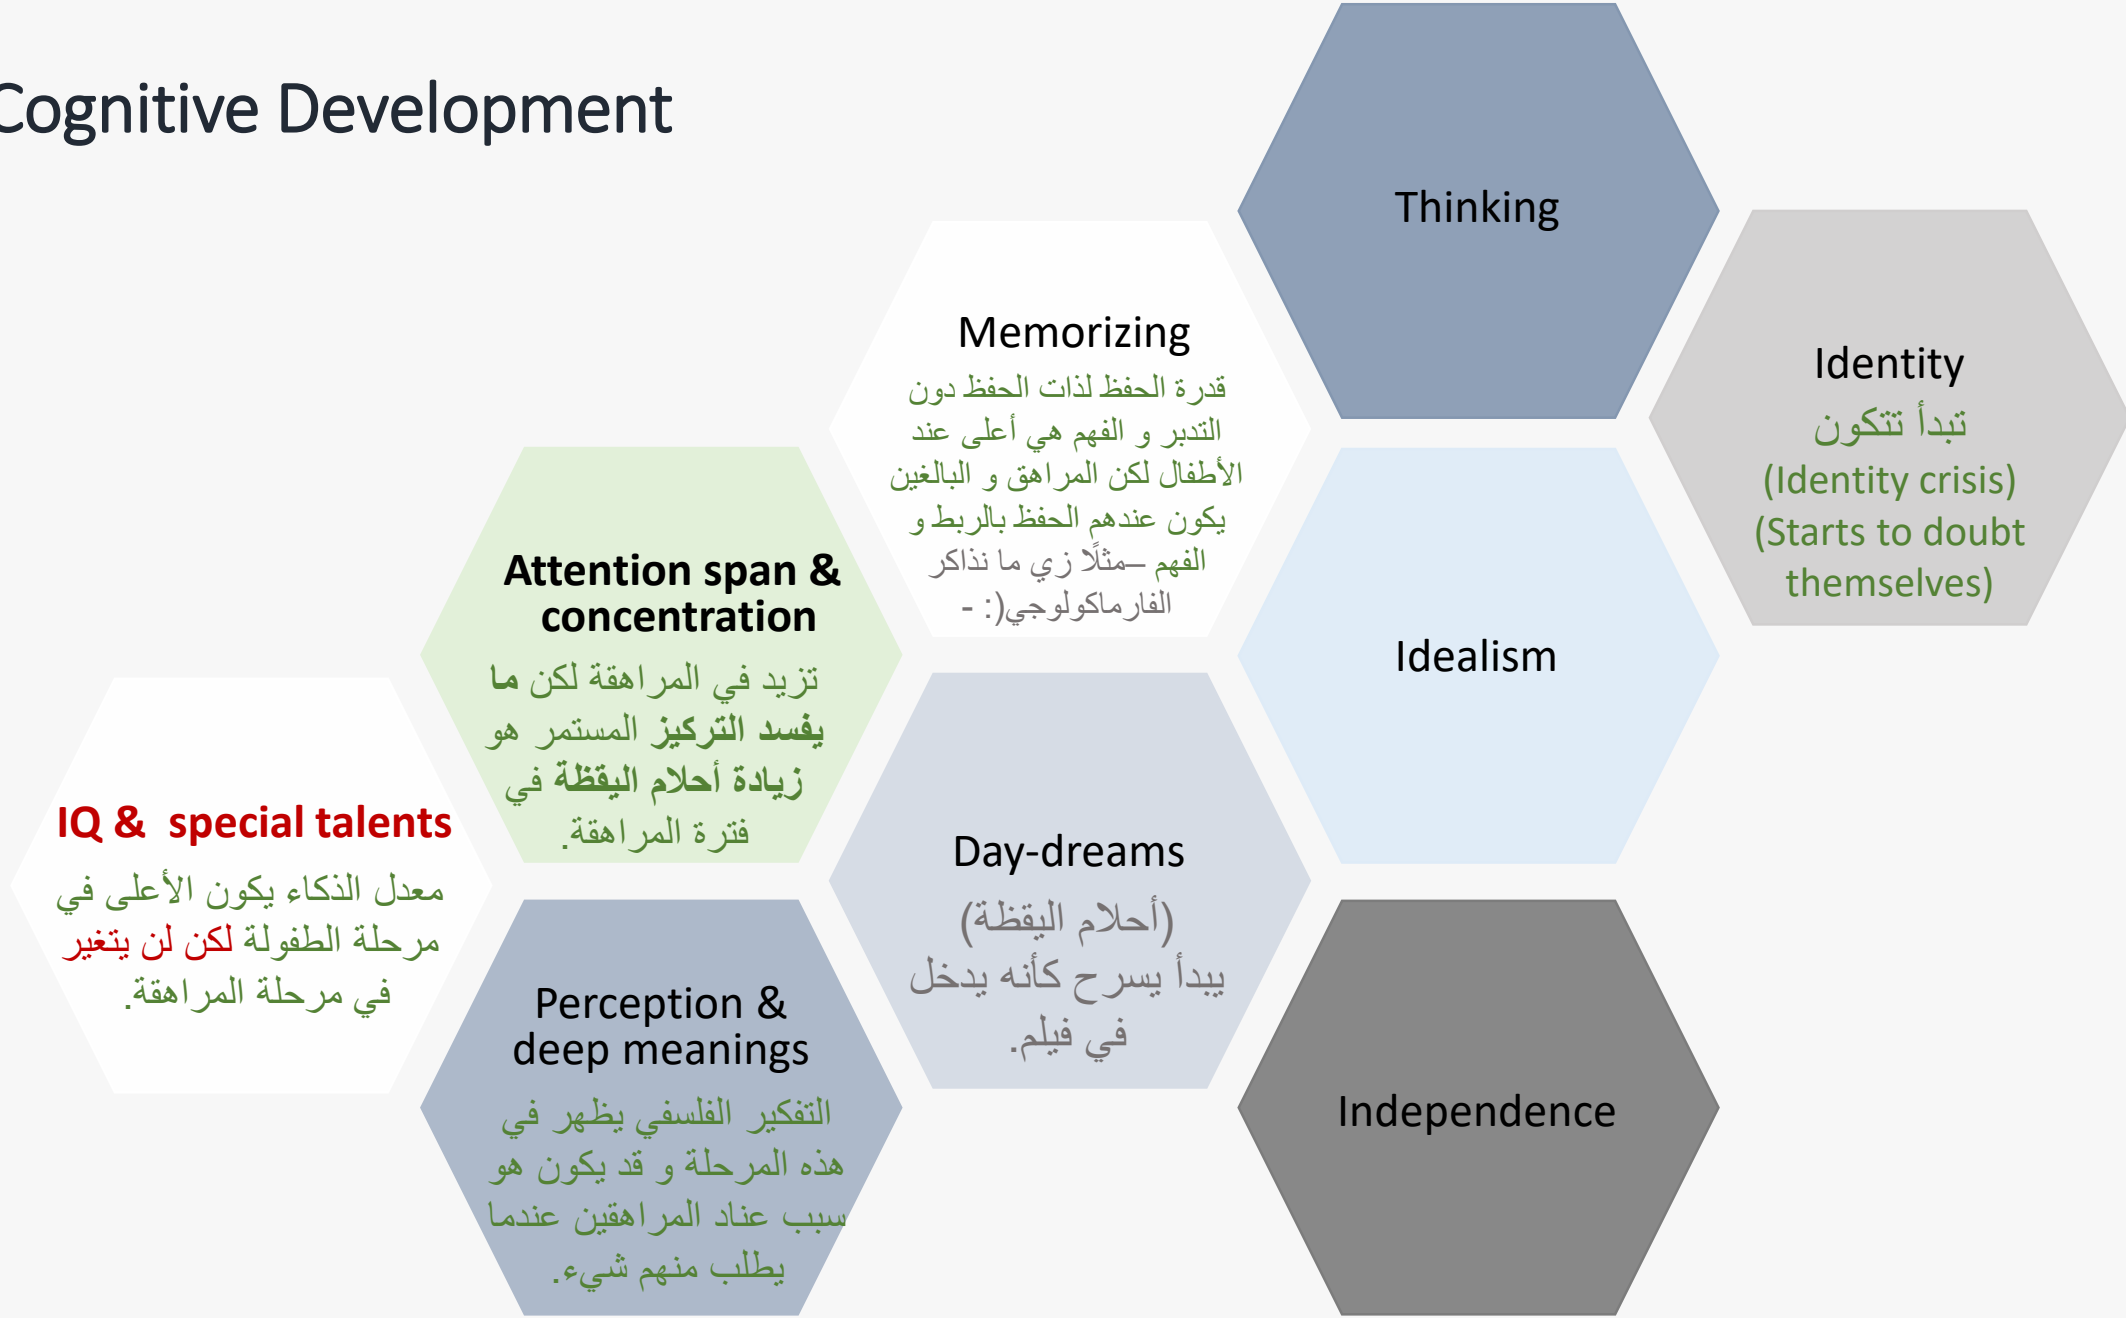 Cognitive Development
Thinking
Memorizing
قدرة الحفظ لذات الحفظ دون
التدبر و الفهم هي أعلى عند
الأطفال لكن المراهق و البالغين
يكون عندهم الحفظ بالربط و
الفهم –مثلًا زي ما نذاكر
الفارماكولوجي(: -
Identity
تبدأ تتكون
(Identity crisis)
(Starts to doubt
themselves)
Attention span &
concentration
تزيد في المراهقة لكن ما
يفسد التركيز المستمر هو
زيادة أحلام اليقظة في
فترة المراهقة.
Idealism
IQ & special talents
معدل الذكاء يكون الأعلى في
مرحلة الطفولة لكن لن يتغير
في مرحلة المراهقة.
Day-dreams
(أحلام اليقظة)
يبدأ يسرح كأنه يدخل
في فيلم.
Perception &
deep meanings
التفكير الفلسفي يظهر في
هذه المرحلة و قد يكون هو
سبب عناد المراهقين عندما
يطلب منهم شيء.
Independence